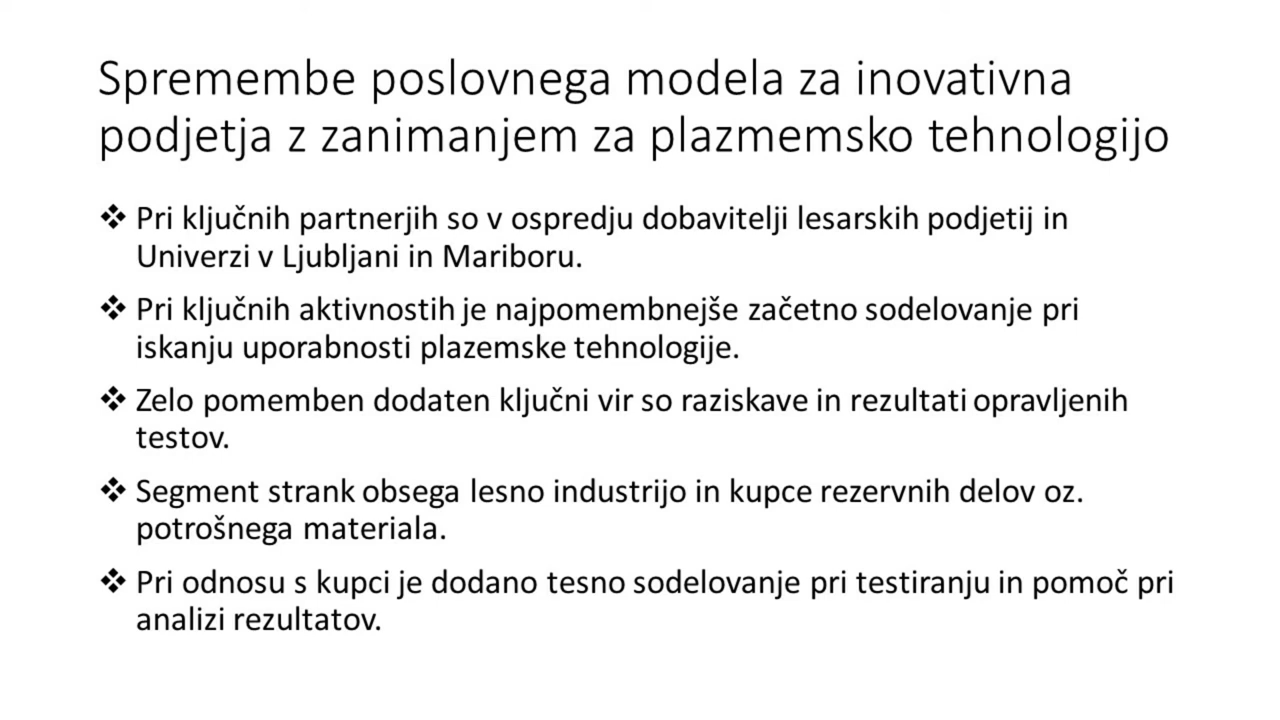 Spremembe poslovnega modela za inovativna
podjetja z zanimanjem za plazmemsko tehnologijo
❖ Pri ključnih partnerjih so v ospredju dobavitelji lesarskih podjetij in
Univerzi v Ljubljani in Mariboru.
❖ Pri ključnih aktivnostih je najpomembnejše začetno sodelovanje pri
iskanju uporabnosti plazemske tehnologije.
❖ Zelo pomemben dodaten ključni vir so raziskave in rezultati opravljenih
testov.
❖ Segment strank obsega lesno industrijo in kupce rezervnih delov oz.
potrošnega materiala.
❖ Pri odnosu s kupci je dodano tesno sodelovanje pri testiranju in pomoč pri
analizi rezultatov.